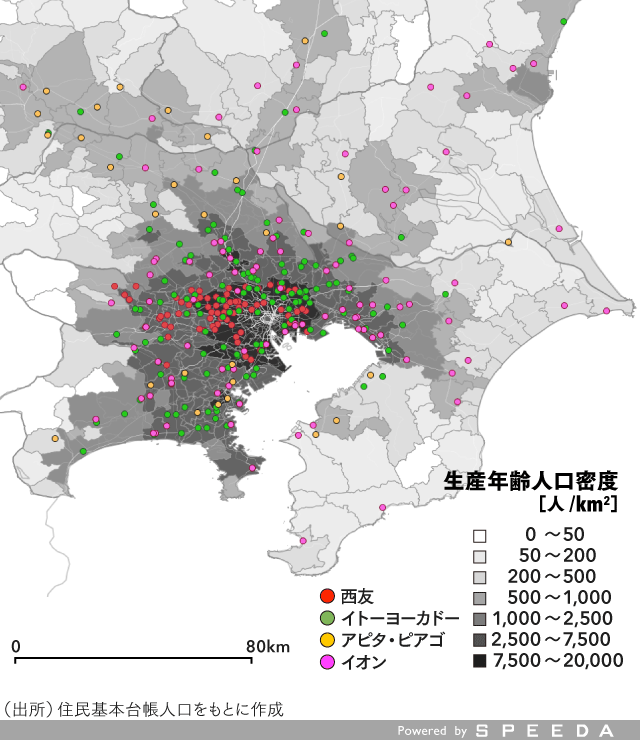 生産年齢人口密度
［人/km²］
0 〜50
50〜200
200〜500
500〜1,000
1,000〜2,500
2,500〜7,500
7,500〜20,000
西友
イトーヨーカドー
アピタ・ピアゴ
イオン
0 80km
（出所）住民基本台帳人口をもとに作成
Powered by SPEEDA